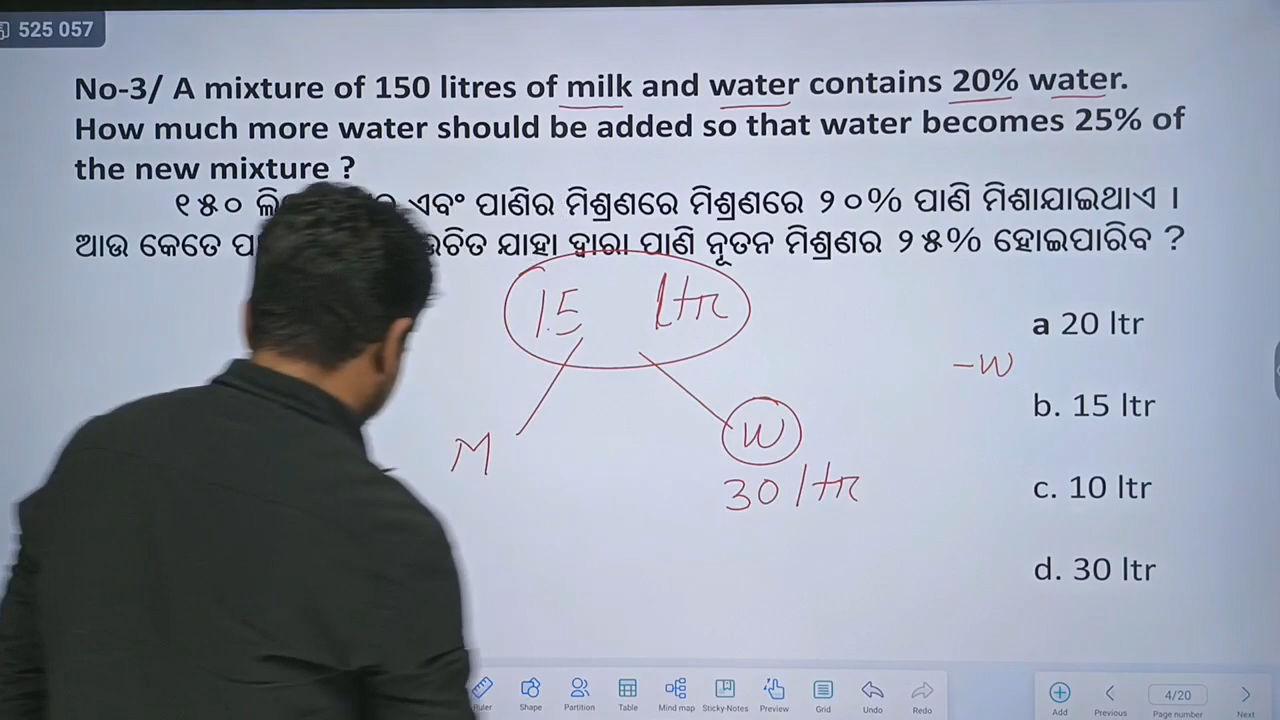 525 057
No-3/ A mixture of 150 litres of milk and water contains 20% water.
How much more water should be added so that water becomes 25% of
the new mixture ?
୧୫୦ ଏବଂ ପାଣିର ମିଶ୍ରଣରେ ମିଶ୍ରଣରେ ୨୦% ପାଣି ମିଶାଯାଇଥାଏ ।
ଆଉ କେତେ ଯାହା ଦ୍ୱାରା ପାଣି ନୂତନ ମିଶ୍ରଣର ୨୫% ହୋଇପାରିବ ?
15 ltr
a 20 ltr
-W
b. 15 ltr
M W
30 ltr
c. 10 ltr
d. 30 ltr
Ruler Shape Partition Table Mind map Sticky-Notes Preview Grid Undo Redo
4/20
Add Previous Page number Next